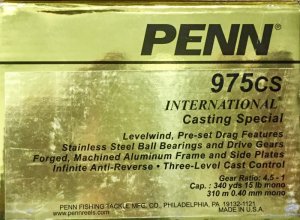 PENN®
975CS
INTERNATIONAL®
Casting Special
Levelwind, Pre-set Drag Features
Stainless Steel Ball Bearings and Drive Gears
Forged, Machined Aluminum Frame and Side Plates
Infinite Anti-Reverse • Three-Level Cast Control
Gear Ratio: 4.5 - 1
Cap. : 340 yds 15 lb mono
310 m 0.40 mm mono
PENN FISHING TACKLE MFG. CO., PHILADELPHIA, PA 19132-1121
www.pennreels.com MADE IN U.S.A.